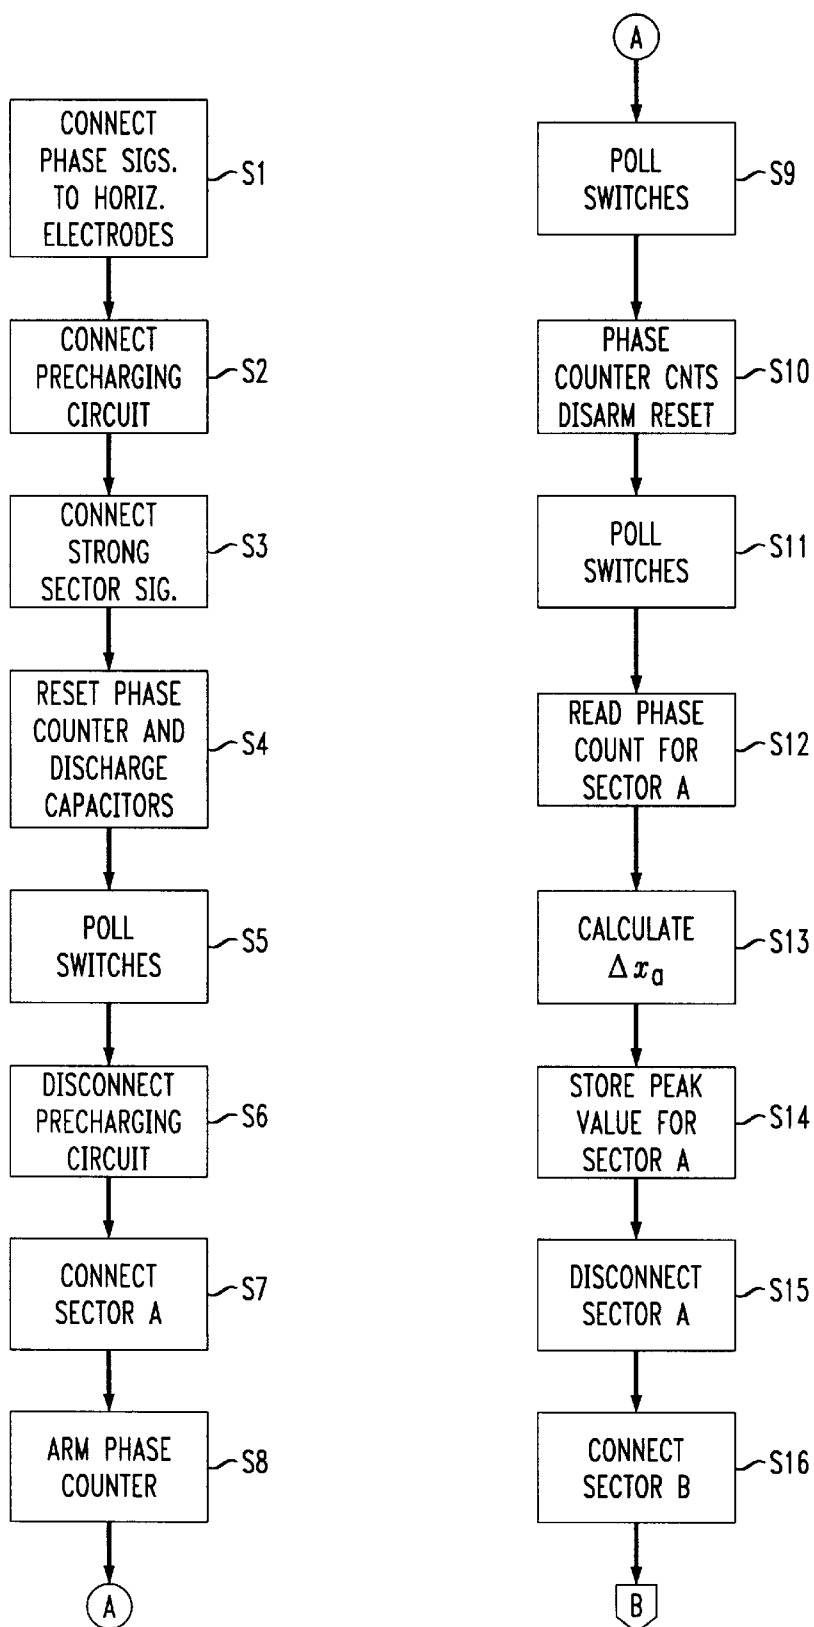 CONNECT
PHASE SIGS.
TO HORIZ.
ELECTRODES
S1
CONNECT
PRECHARGING
CIRCUIT
S2
CONNECT
STRONG
SECTOR SIG.
S3
RESET PHASE
COUNTER AND
DISCHARGE
CAPACITORS
S4
POLL
SWITCHES
S5
DISCONNECT
PRECHARGING
CIRCUIT
S6
CONNECT
SECTOR A
S7
ARM PHASE
COUNTER
S8
A
A
POLL
SWITCHES
S9
PHASE
COUNTER CNTS
DISARM RESET
S10
POLL
SWITCHES
S11
READ PHASE
COUNT FOR
SECTOR A
S12
CALCULATE
Δxa
S13
STORE PEAK
VALUE FOR
SECTOR A
S14
DISCONNECT
SECTOR A
S15
CONNECT
SECTOR B
S16
B